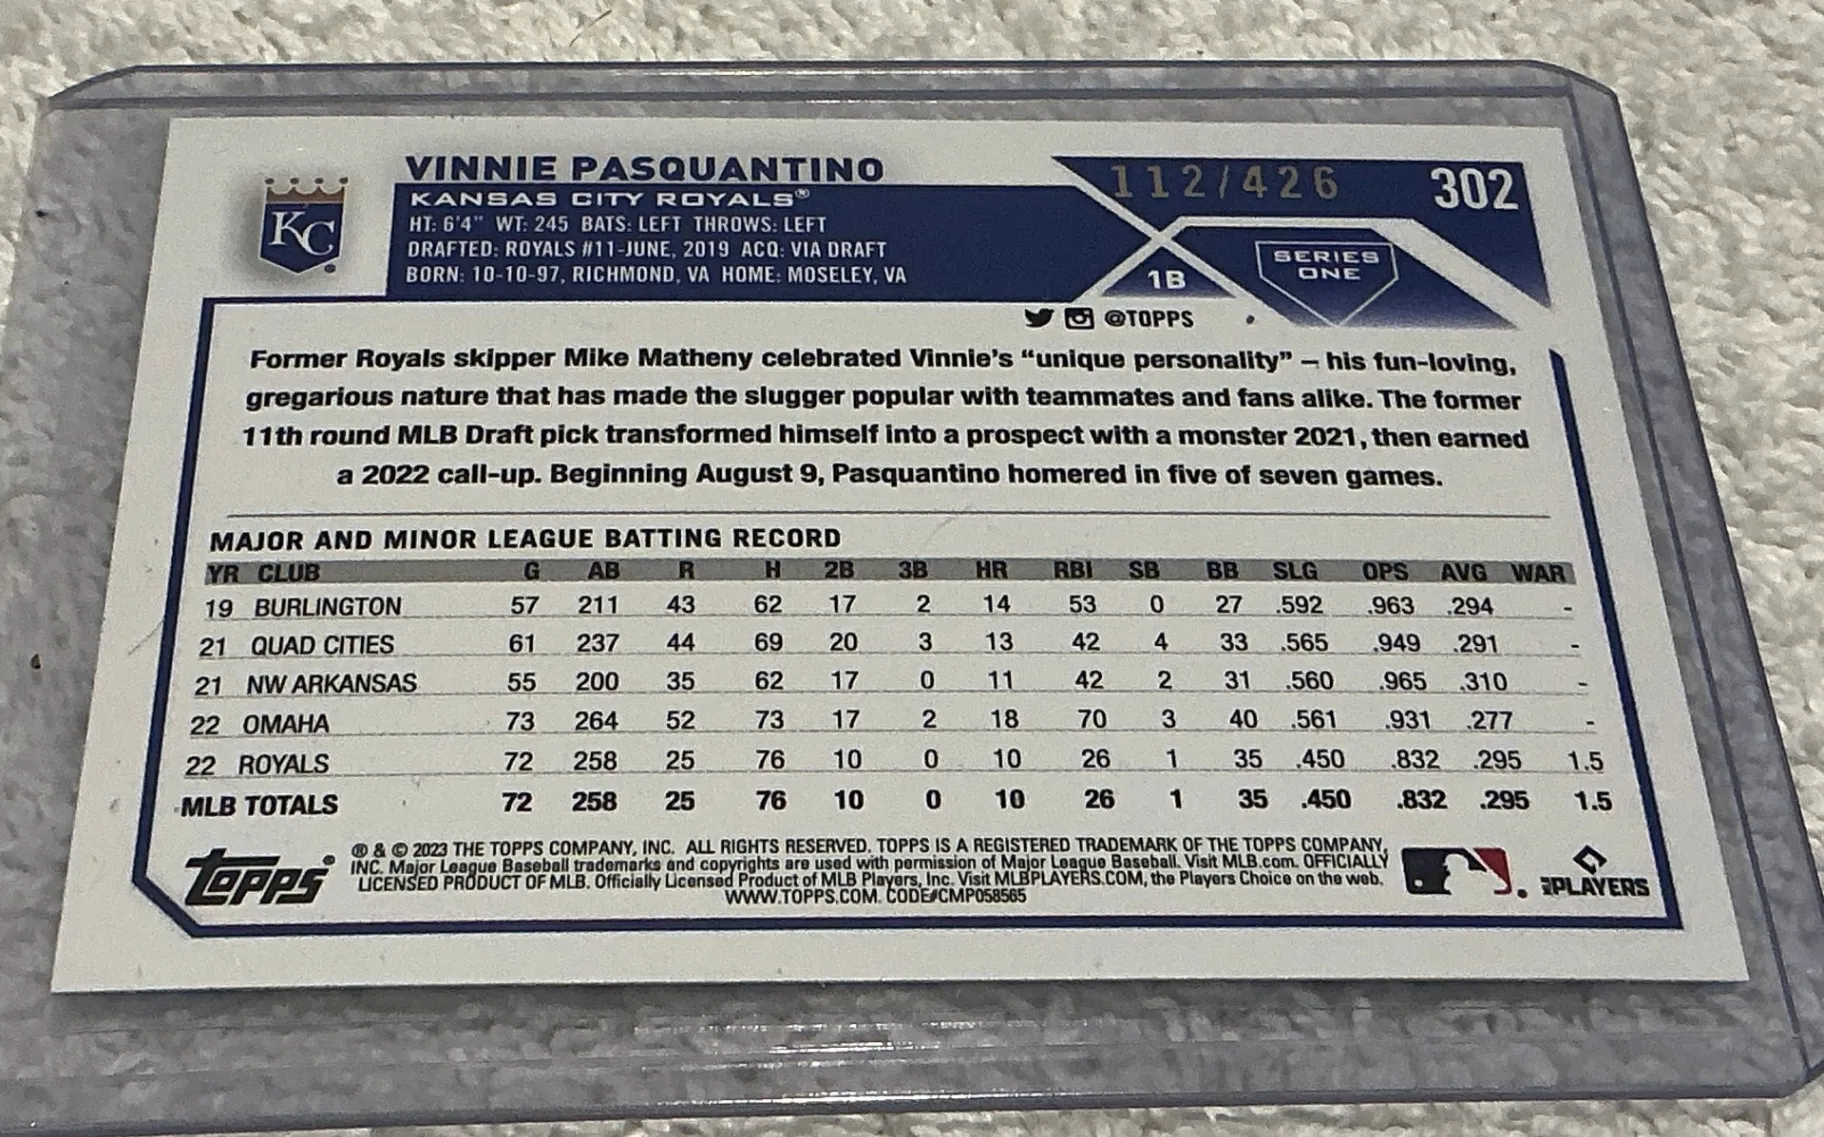 VINNIE PASQUANTINO
112/426
302
KC
KANSAS CITY ROYALS®
HT: 6'4" WT: 245 BATS: LEFT THROWS: LEFT
DRAFTED: ROYALS #11-JUNE, 2019 ACQ: VIA DRAFT
BORN: 10-10-97, RICHMOND, VA HOME: MOSELEY, VA
1B
SERIES
ONE
@TOPPS
Former Royals skipper Mike Matheny celebrated Vinnie's “unique personality” – his fun-loving,
gregarious nature that has made the slugger popular with teammates and fans alike. The former
11th round MLB Draft pick transformed himself into a prospect with a monster 2021, then earned
a 2022 call-up. Beginning August 9, Pasquantino homered in five of seven games.
MAJOR AND MINOR LEAGUE BATTING RECORD
YR CLUB G AB R H 2B 3B HR RBI SB BB SLG OPS AVG WAR
19 BURLINGTON 57 211 43 62 17 2 14 53 0 27 .592 .963 .294 -
21 QUAD CITIES 61 237 44 69 20 3 13 42 4 33 .565 .949 .291 -
21 NW ARKANSAS 55 200 35 62 17 0 11 42 2 31 .560 .965 .310 -
22 OMAHA 73 264 52 73 17 2 18 70 3 40 .561 .931 .277 -
22 ROYALS 72 258 25 76 10 0 10 26 1 35 .450 .832 .295 1.5
MLB TOTALS 72 258 25 76 10 0 10 26 1 35 .450 .832 .295 1.5
topps®
® & © 2023 THE TOPPS COMPANY, INC. ALL RIGHTS RESERVED. TOPPS IS A REGISTERED TRADEMARK OF THE TOPPS COMPANY,
INC. Major League Baseball trademarks and copyrights are used with permission of Major League Baseball. Visit MLB.com. OFFICIALLY
LICENSED PRODUCT OF MLB. Officially Licensed Product of MLB Players, Inc. Visit MLBPLAYERS.COM, the Players Choice on the web.
WWW.TOPPS.COM. CODE#CMP058565
MLBPLAYERS